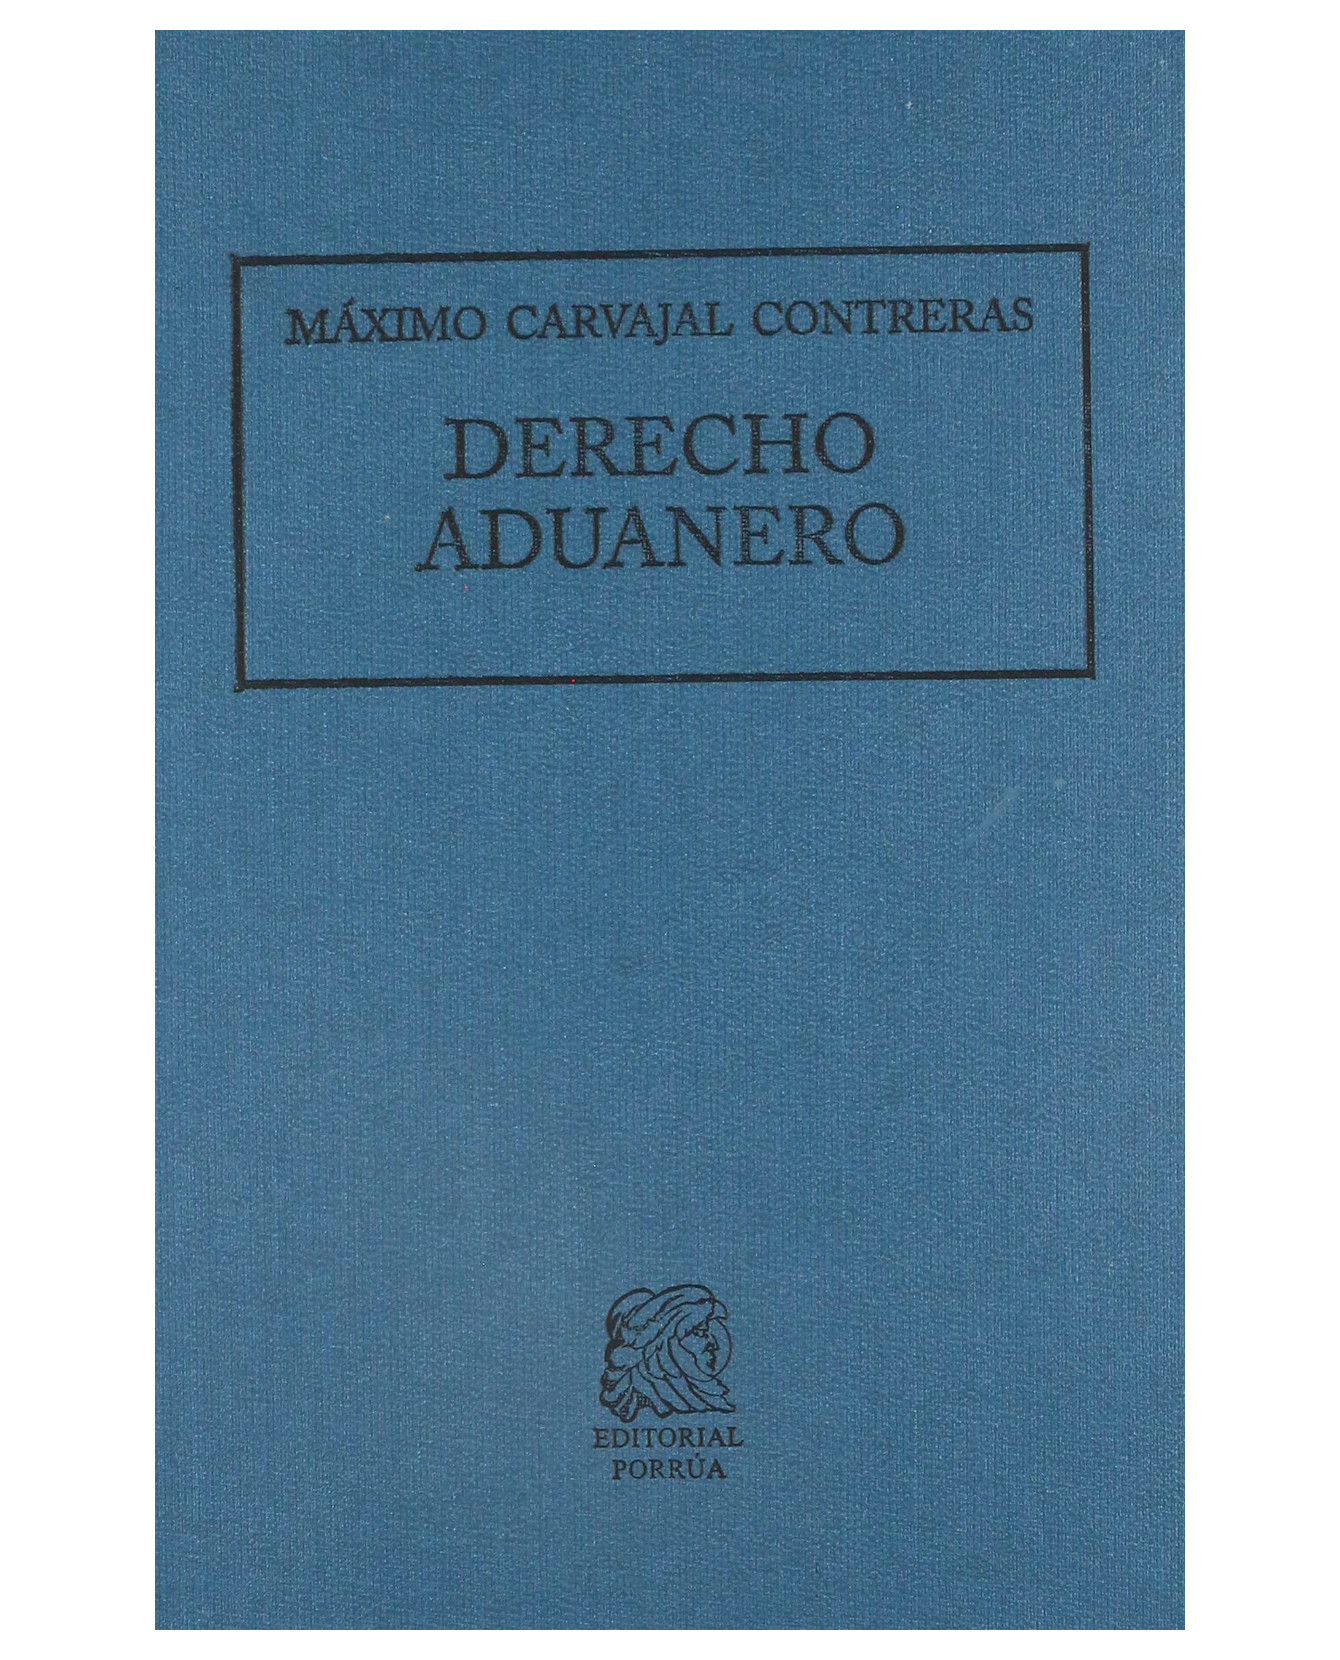 MÁXIMO CARVAJAL CONTRERAS
DERECHO
ADUANERO
EDITORIAL
PORRÚA